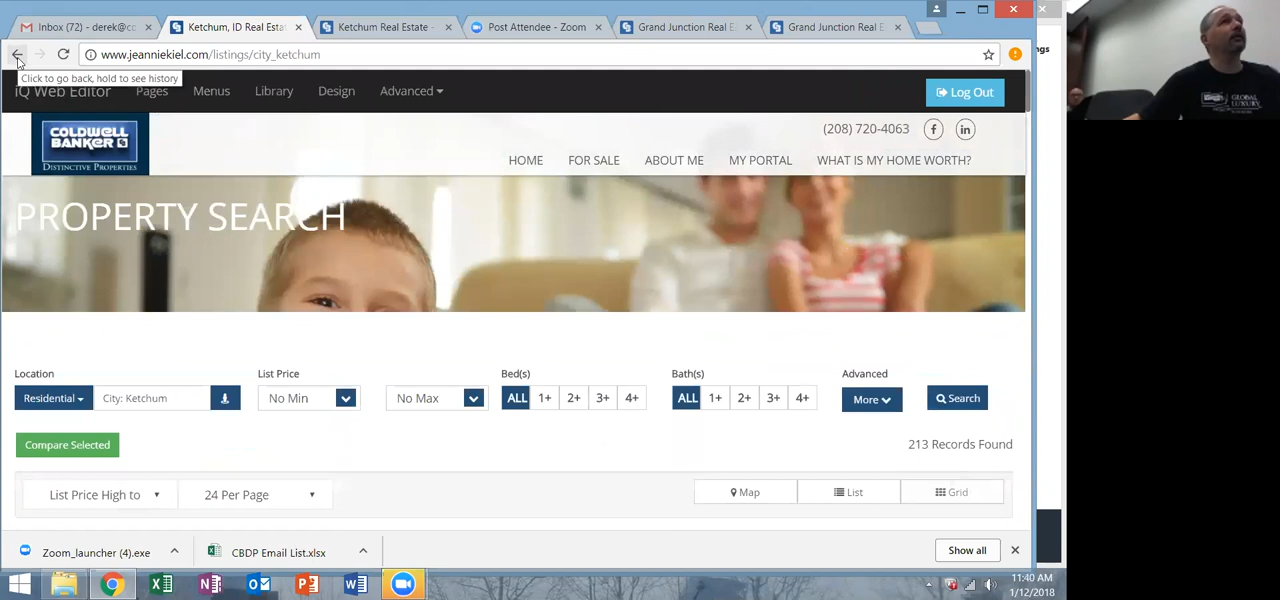 Inbox (72) - derek@cc
Ketchum, ID Real Esta
Ketchum Real Estate -
Post Attendee - Zoom
Grand Junction Real E
Grand Junction Real E
www.jeanniekiel.com/listings/city_ketchum
Click to go back, hold to see history
iQ Web Editor
Pages
Menus
Library
Design
Advanced
Log Out
COLDWELL BANKER
DISTINCTIVE PROPERTIES
(208) 720-4063
HOME
FOR SALE
ABOUT ME
MY PORTAL
WHAT IS MY HOME WORTH?
PROPERTY SEARCH
Location
List Price
Bed(s)
Bath(s)
Advanced
Residential
City: Ketchum
No Min
No Max
ALL 1+ 2+ 3+ 4+
ALL 1+ 2+ 3+ 4+
More
Search
Compare Selected
213 Records Found
List Price High to
24 Per Page
Map
List
Grid
Zoom_launcher (4).exe
CBDP Email List.xlsx
Show all
11:40 AM
1/12/2018
ngs
GLOBAL
LUXURY